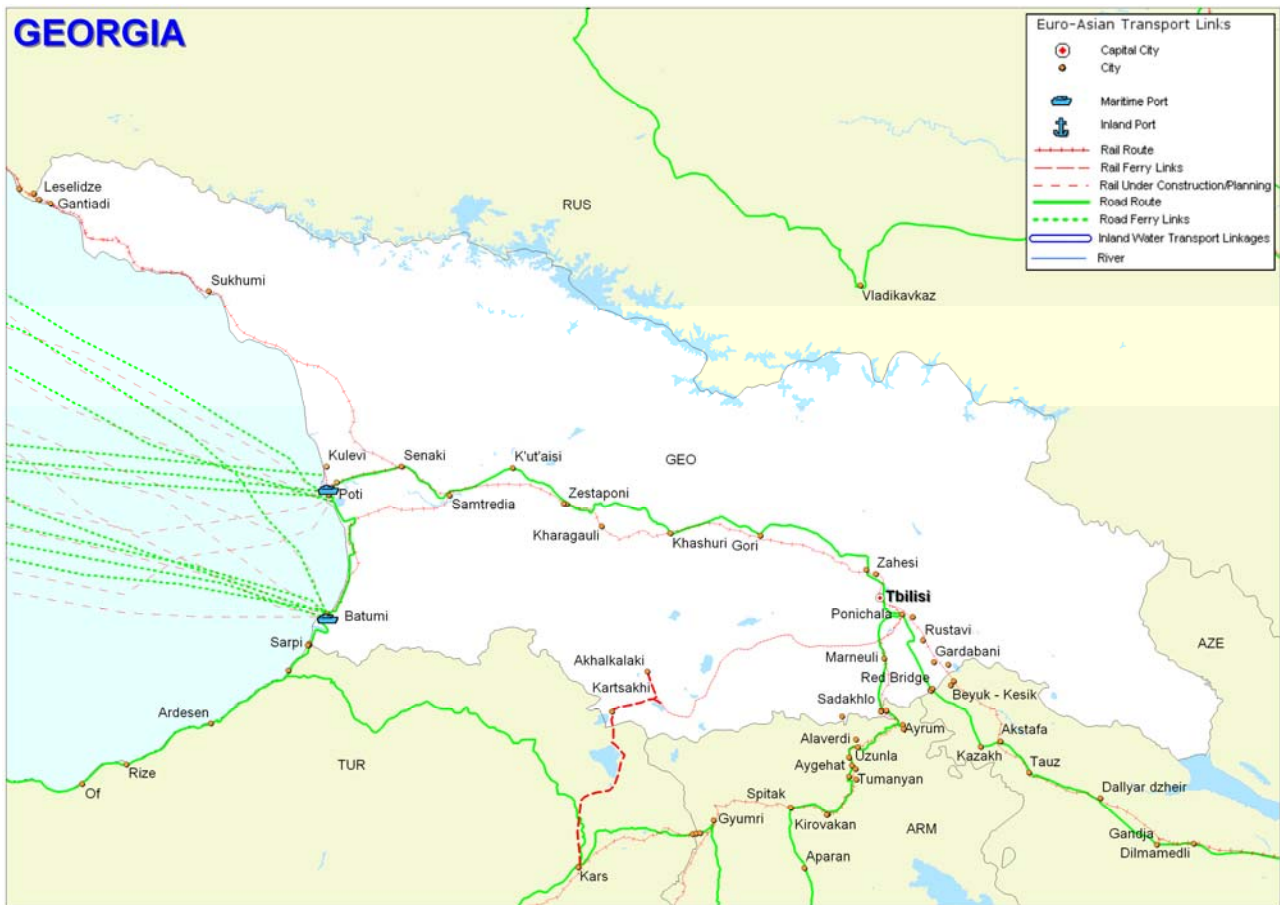 GEORGIA
Euro-Asian Transport Links
Capital City
City
Maritime Port
Inland Port
Rail Route
Rail Ferry Links
Rail Under Construction/Planning
Road Route
Road Ferry Links
Inland Water Transport Linkages
River
Leselidze
Gantiadi
RUS
Sukhumi
Vladikavkaz
Kulevi
Senaki
K'ut'aisi
GEO
Poti
Samtredia
Zestaponi
Kharagauli
Khashuri
Gori
Zahesi
Tbilisi
Batumi
Ponichala
Rustavi
Sarpi
Marneuli
Gardabani
AZE
Akhalkalaki
Red Bridge
Kartsakhi
Beyuk - Kesik
Sadakhlo
Ardesen
Ayrum
Akstafa
Alaverdi
Uzunla
Kazakh
Tauz
Rize
TUR
Aygehat
Tumanyan
Of
Dallyar dzheir
Spitak
Gyumri
Kirovakan
ARM
Gandja
Dilmamedli
Aparan
Kars